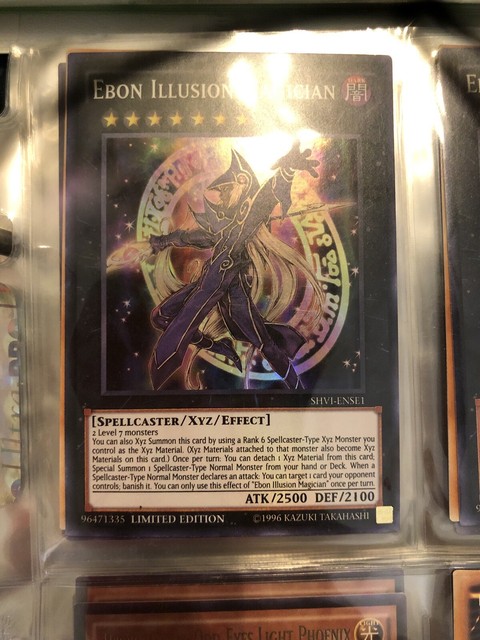 EBON ILLUSION MAGICIAN
闇
SHVI-ENSE1
[SPELLCASTER/XYZ/EFFECT]
2 Level 7 monsters
You can also Xyz Summon this card by using a Rank 6 Spellcaster-Type Xyz Monster you
control as the Xyz Material. (Xyz Materials attached to that monster also become Xyz
Materials on this card.) Once per turn: You can detach 1 Xyz Material from this card;
Special Summon 1 Spellcaster-Type Normal Monster from your hand or Deck. When a
Spellcaster-Type Normal Monster declares an attack: You can target 1 card your opponent
controls; banish it. You can only use this effect of "Ebon Illusion Magician" once per turn.
ATK/2500 DEF/2100
96471335 LIMITED EDITION ©1996 KAZUKI TAKAHASHI
EYES LIGHT PHOENIX
LIGHT
光